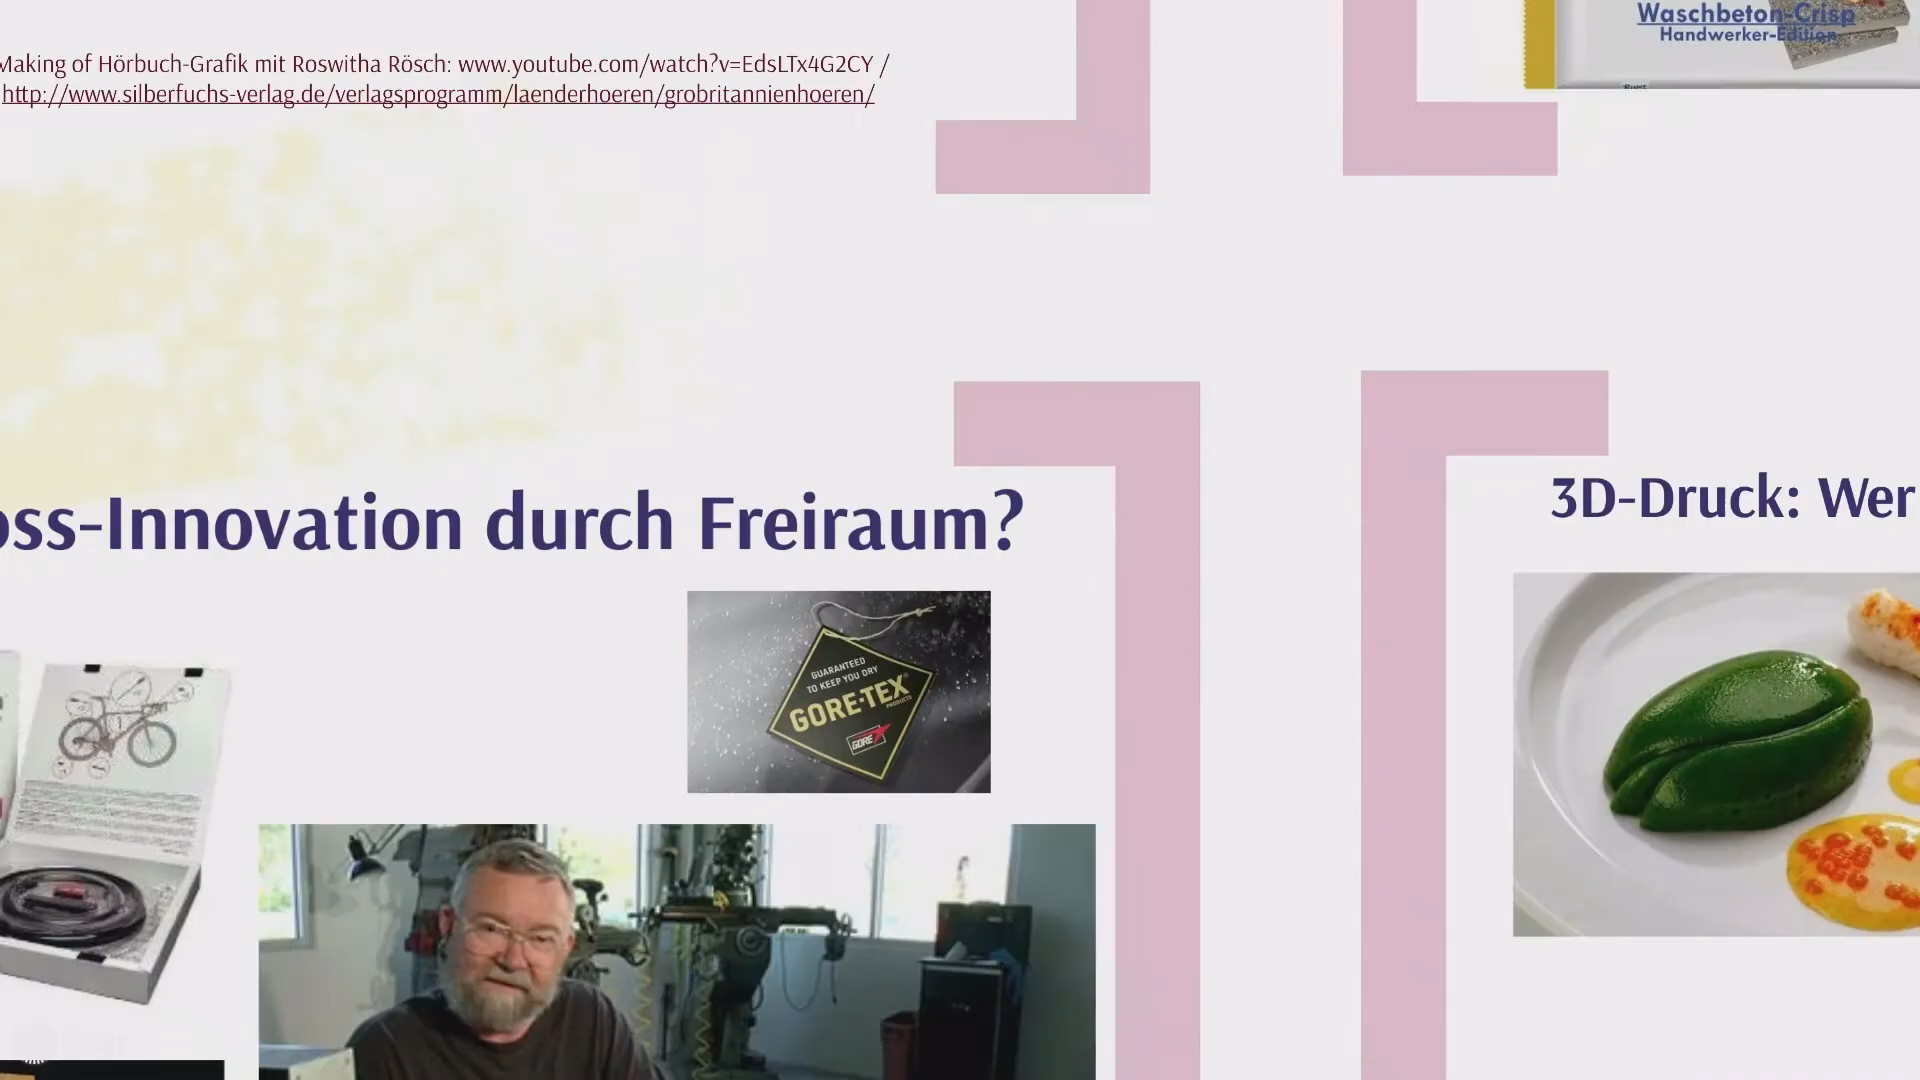 Making of Hörbuch-Grafik mit Roswitha Rösch: www.youtube.com/watch?v=EdsLTx4G2CY /
http://www.silberfuchs-verlag.de/verlagsprogramm/laenderhoeren/grobritannienhoeren/
Waschbeton-Crisp
Handwerker-Edition
oss-Innovation durch Freiraum?
3D-Druck: Wer
GUARANTEED
TO KEEP YOU DRY
GORE-TEX
PRODUCTS
GORE